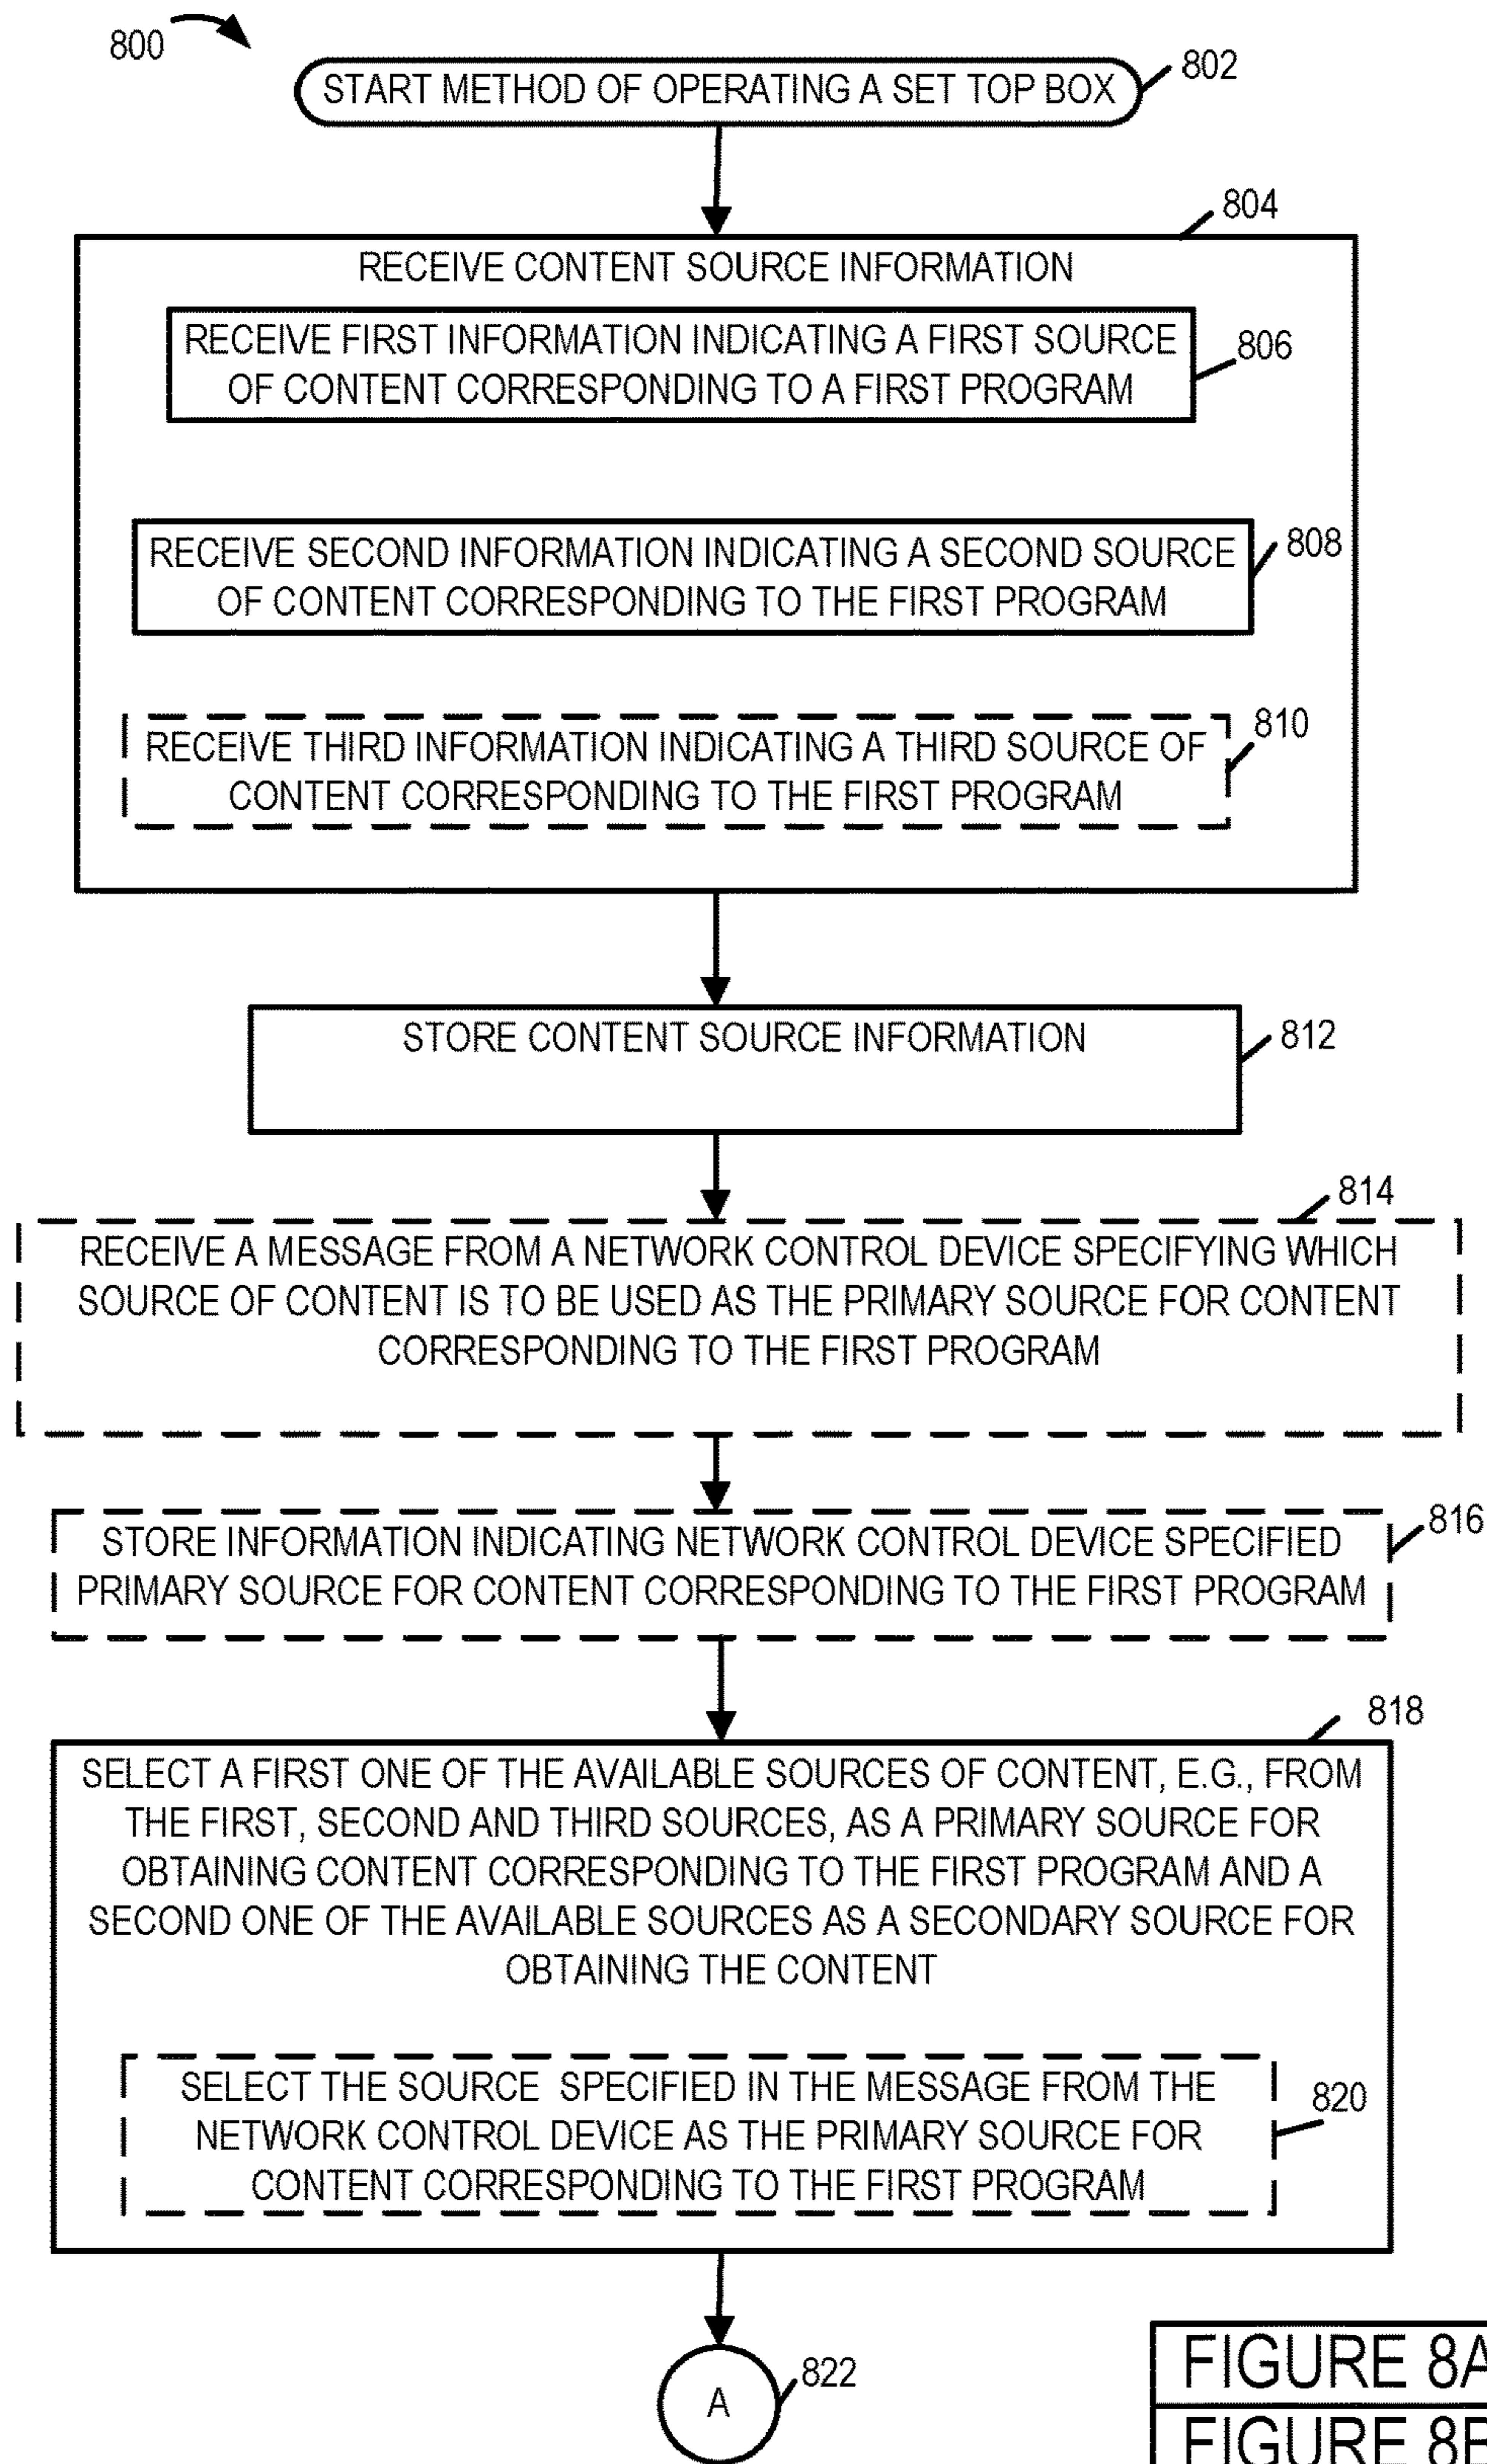 800
START METHOD OF OPERATING A SET TOP BOX
802
804
RECEIVE CONTENT SOURCE INFORMATION
RECEIVE FIRST INFORMATION INDICATING A FIRST SOURCE
OF CONTENT CORRESPONDING TO A FIRST PROGRAM
806
RECEIVE SECOND INFORMATION INDICATING A SECOND SOURCE
OF CONTENT CORRESPONDING TO THE FIRST PROGRAM
808
RECEIVE THIRD INFORMATION INDICATING A THIRD SOURCE OF
CONTENT CORRESPONDING TO THE FIRST PROGRAM
810
STORE CONTENT SOURCE INFORMATION
812
814
RECEIVE A MESSAGE FROM A NETWORK CONTROL DEVICE SPECIFYING WHICH
SOURCE OF CONTENT IS TO BE USED AS THE PRIMARY SOURCE FOR CONTENT
CORRESPONDING TO THE FIRST PROGRAM
STORE INFORMATION INDICATING NETWORK CONTROL DEVICE SPECIFIED
PRIMARY SOURCE FOR CONTENT CORRESPONDING TO THE FIRST PROGRAM
816
818
SELECT A FIRST ONE OF THE AVAILABLE SOURCES OF CONTENT, E.G., FROM
THE FIRST, SECOND AND THIRD SOURCES, AS A PRIMARY SOURCE FOR
OBTAINING CONTENT CORRESPONDING TO THE FIRST PROGRAM AND A
SECOND ONE OF THE AVAILABLE SOURCES AS A SECONDARY SOURCE FOR
OBTAINING THE CONTENT
SELECT THE SOURCE SPECIFIED IN THE MESSAGE FROM THE
NETWORK CONTROL DEVICE AS THE PRIMARY SOURCE FOR
CONTENT CORRESPONDING TO THE FIRST PROGRAM
820
A
822
FIGURE 8A
FIGURE 8B